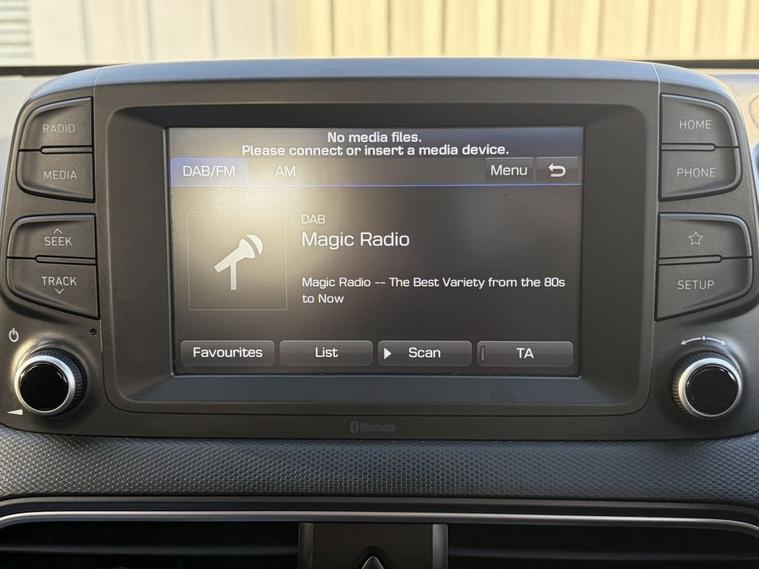 No media files.
Please connect or insert a media device.
DAB/FM AM Menu
DAB
Magic Radio
Magic Radio -- The Best Variety from the 80s
to Now
Favourites List Scan TA
RADIO
MEDIA
SEEK
TRACK
HOME
PHONE
SETUP
Bluetooth